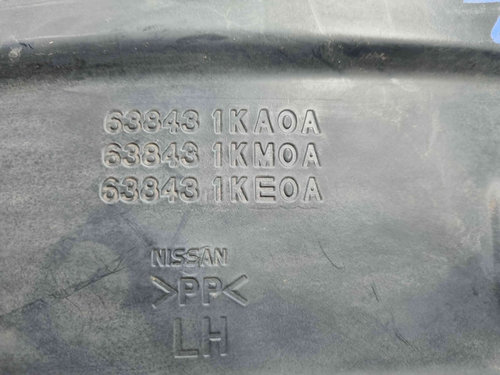 63843 1KA0A
63843 1KM0A
63843 1KE0A
NISSAN
>PP<
LH